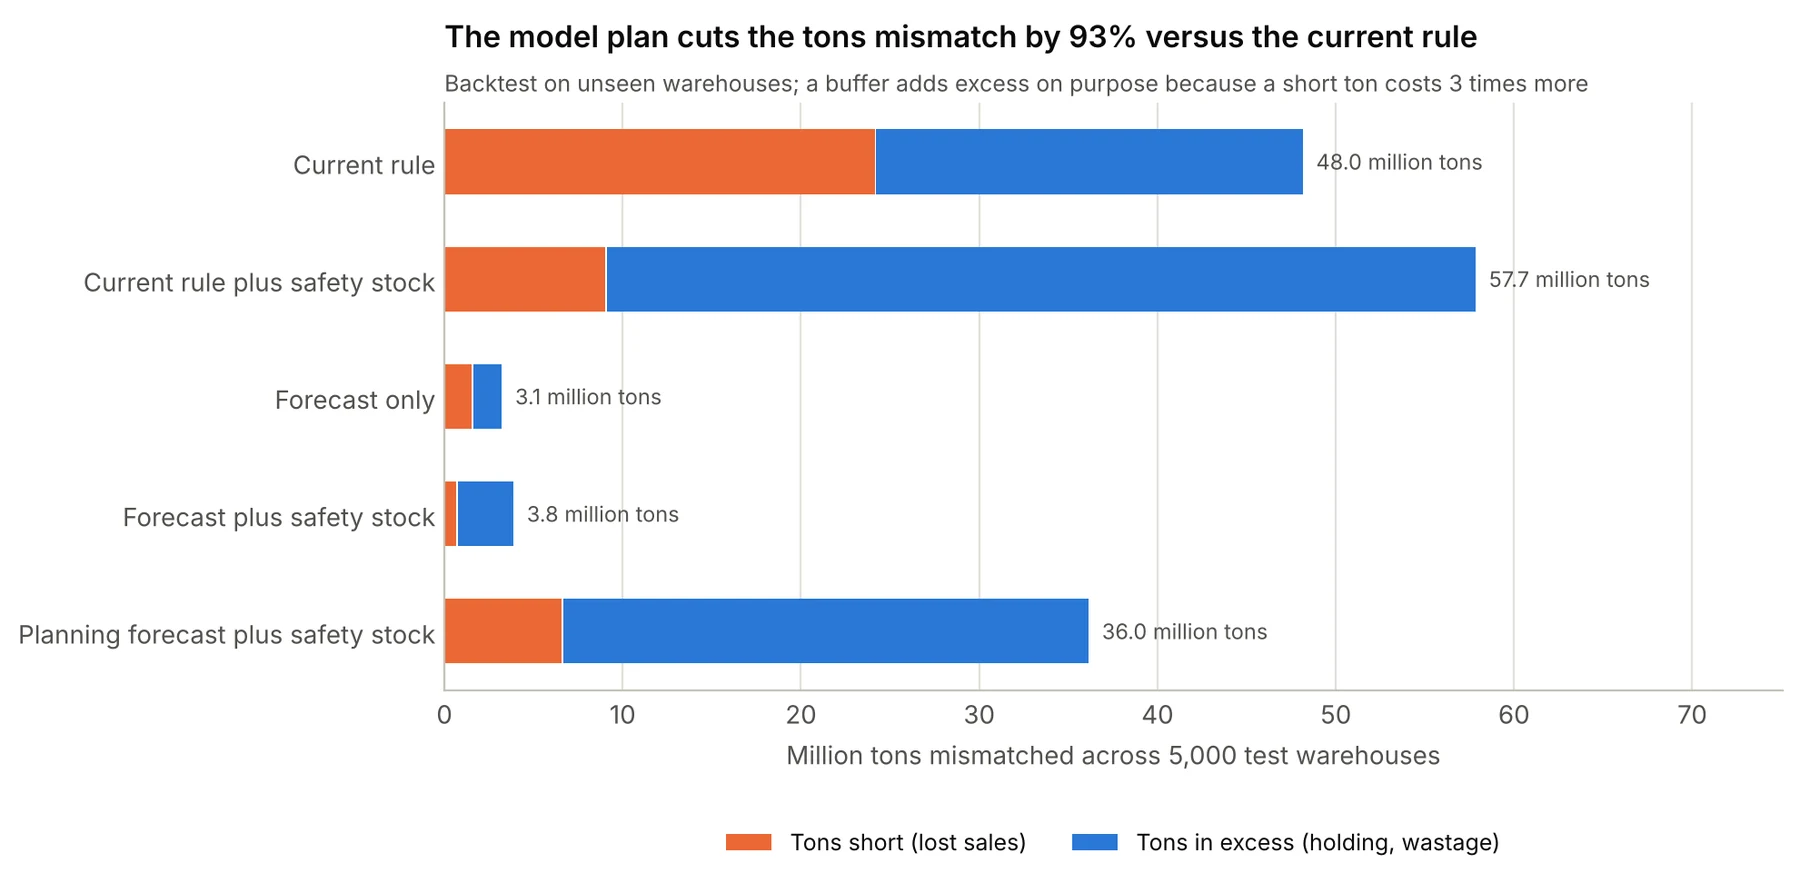 The model plan cuts the tons mismatch by 93% versus the current rule
Backtest on unseen warehouses; a buffer adds excess on purpose because a short ton costs 3 times more
Current rule
48.0 million tons
Current rule plus safety stock
57.7 million tons
Forecast only
3.1 million tons
Forecast plus safety stock
3.8 million tons
Planning forecast plus safety stock
36.0 million tons
0 10 20 30 40 50 60 70
Million tons mismatched across 5,000 test warehouses
Tons short (lost sales) Tons in excess (holding, wastage)